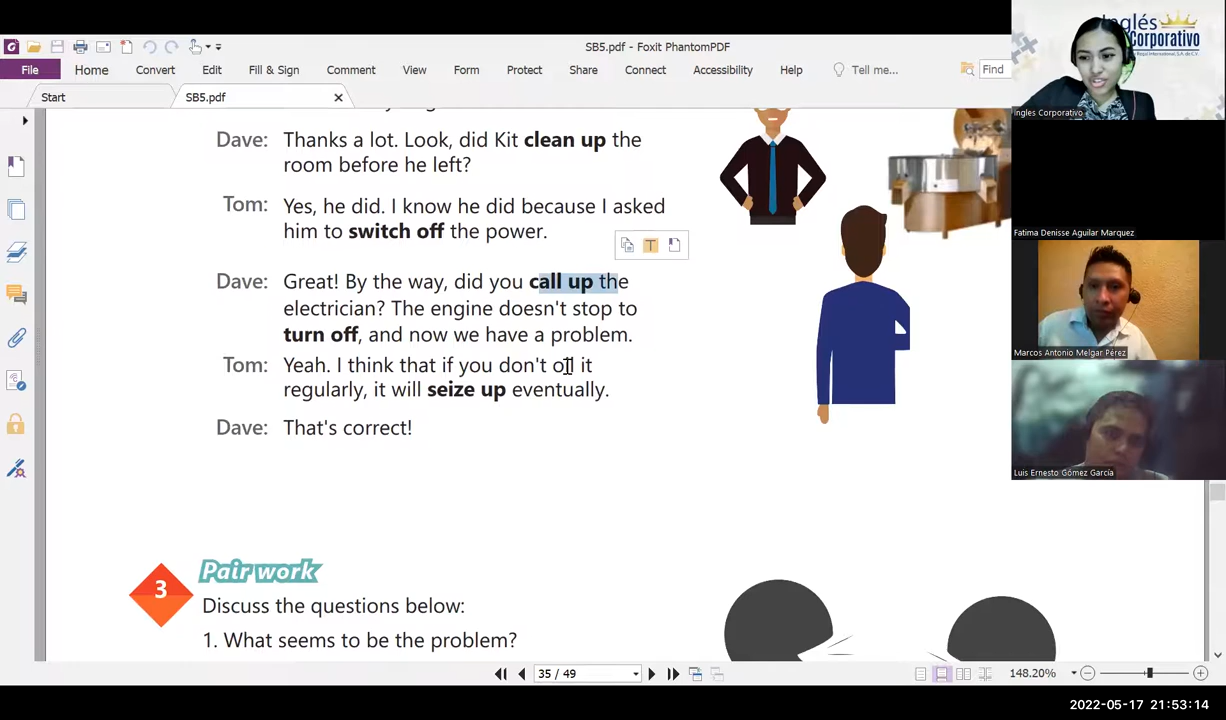 SB5.pdf - Foxit PhantomPDF
File Home Convert Edit Fill & Sign Comment View Form Protect Share Connect Accessibility Help Tell me... Find
Start SB5.pdf
Dave: Thanks a lot. Look, did Kit clean up the
room before he left?
Tom: Yes, he did. I know he did because I asked
him to switch off the power.
Dave: Great! By the way, did you call up the
electrician? The engine doesn't stop to
turn off, and now we have a problem.
Tom: Yeah. I think that if you don't oil it
regularly, it will seize up eventually.
Dave: That's correct!
3
Pair work
Discuss the questions below:
1. What seems to be the problem?
35 / 49
148.20%
Inglés
Corporativo
Ingles Corporativo
Fatima Denisse Aguilar Marquez
Marcos Antonio Melgar Pérez
Luis Ernesto Gómez García
2022-05-17 21:53:14